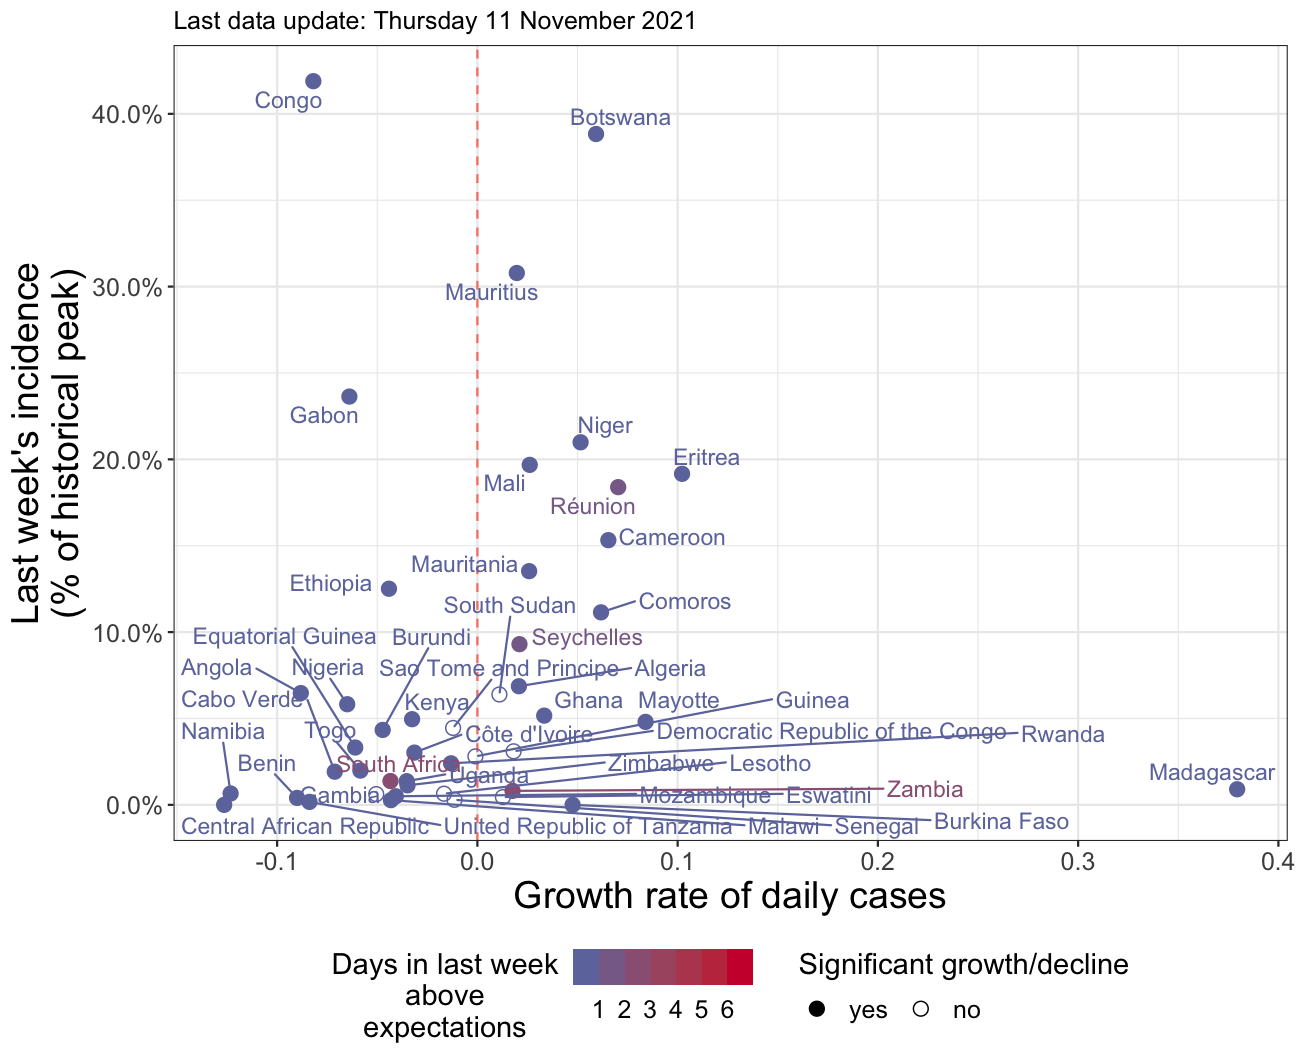 Last data update: Thursday 11 November 2021
Congo
Botswana
40.0%
Mauritius
30.0%
Gabon
Niger
Eritrea
20.0%
Mali
Réunion
Cameroon
Mauritania
Ethiopia
South Sudan
Comoros
10.0%
Equatorial Guinea
Burundi
Seychelles
Angola
Nigeria
Sao Tome and Principe
Algeria
Cabo Verde
Kenya
Ghana
Mayotte
Guinea
Namibia
Togo
Côte d'Ivoire
Democratic Republic of the Congo
Rwanda
Benin
South Africa
Uganda
Zimbabwe
Lesotho
Madagascar
Gambia
Mozambique
Eswatini
Zambia
0.0%
Central African Republic
United Republic of Tanzania
Malawi
Senegal
Burkina Faso
Last week's incidence
(% of historical peak)
-0.1
0.0
0.1
0.2
0.3
0.4
Growth rate of daily cases
Days in last week
above
expectations
1 2 3 4 5 6
Significant growth/decline
yes
no